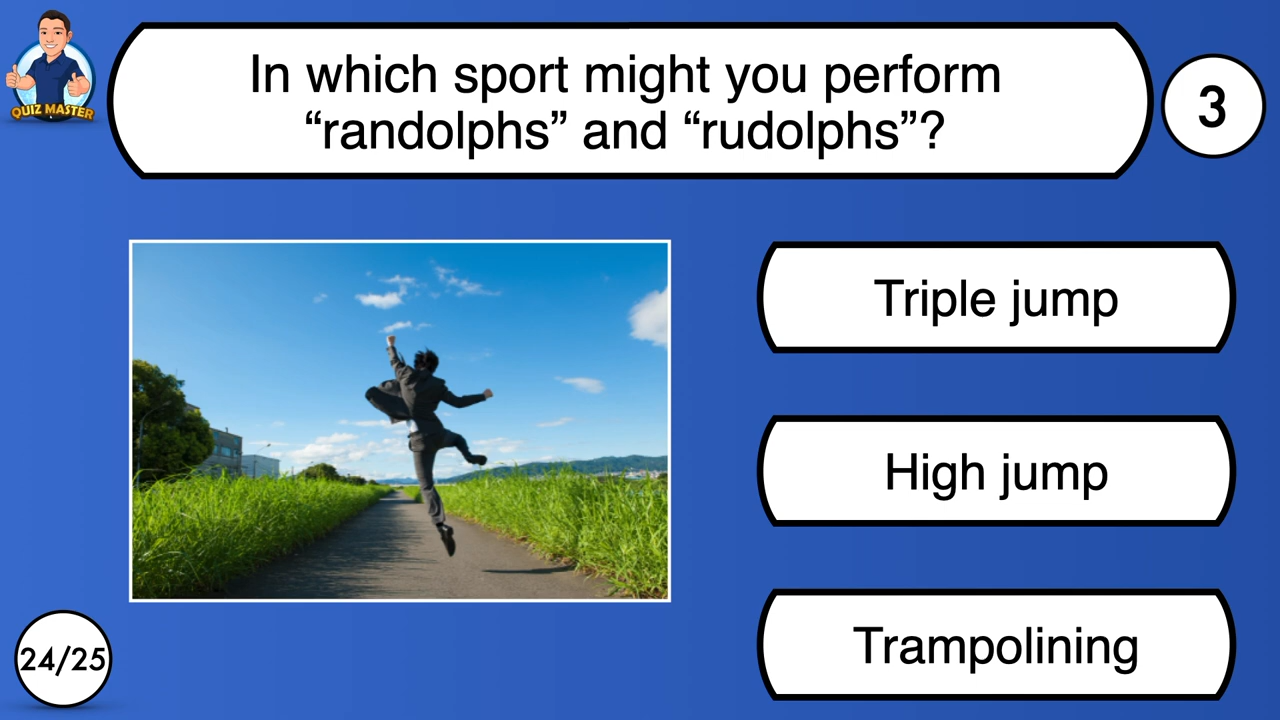 QUIZ MASTER
In which sport might you perform
“randolphs” and “rudolphs”?
3
Triple jump
High jump
Trampolining
24/25